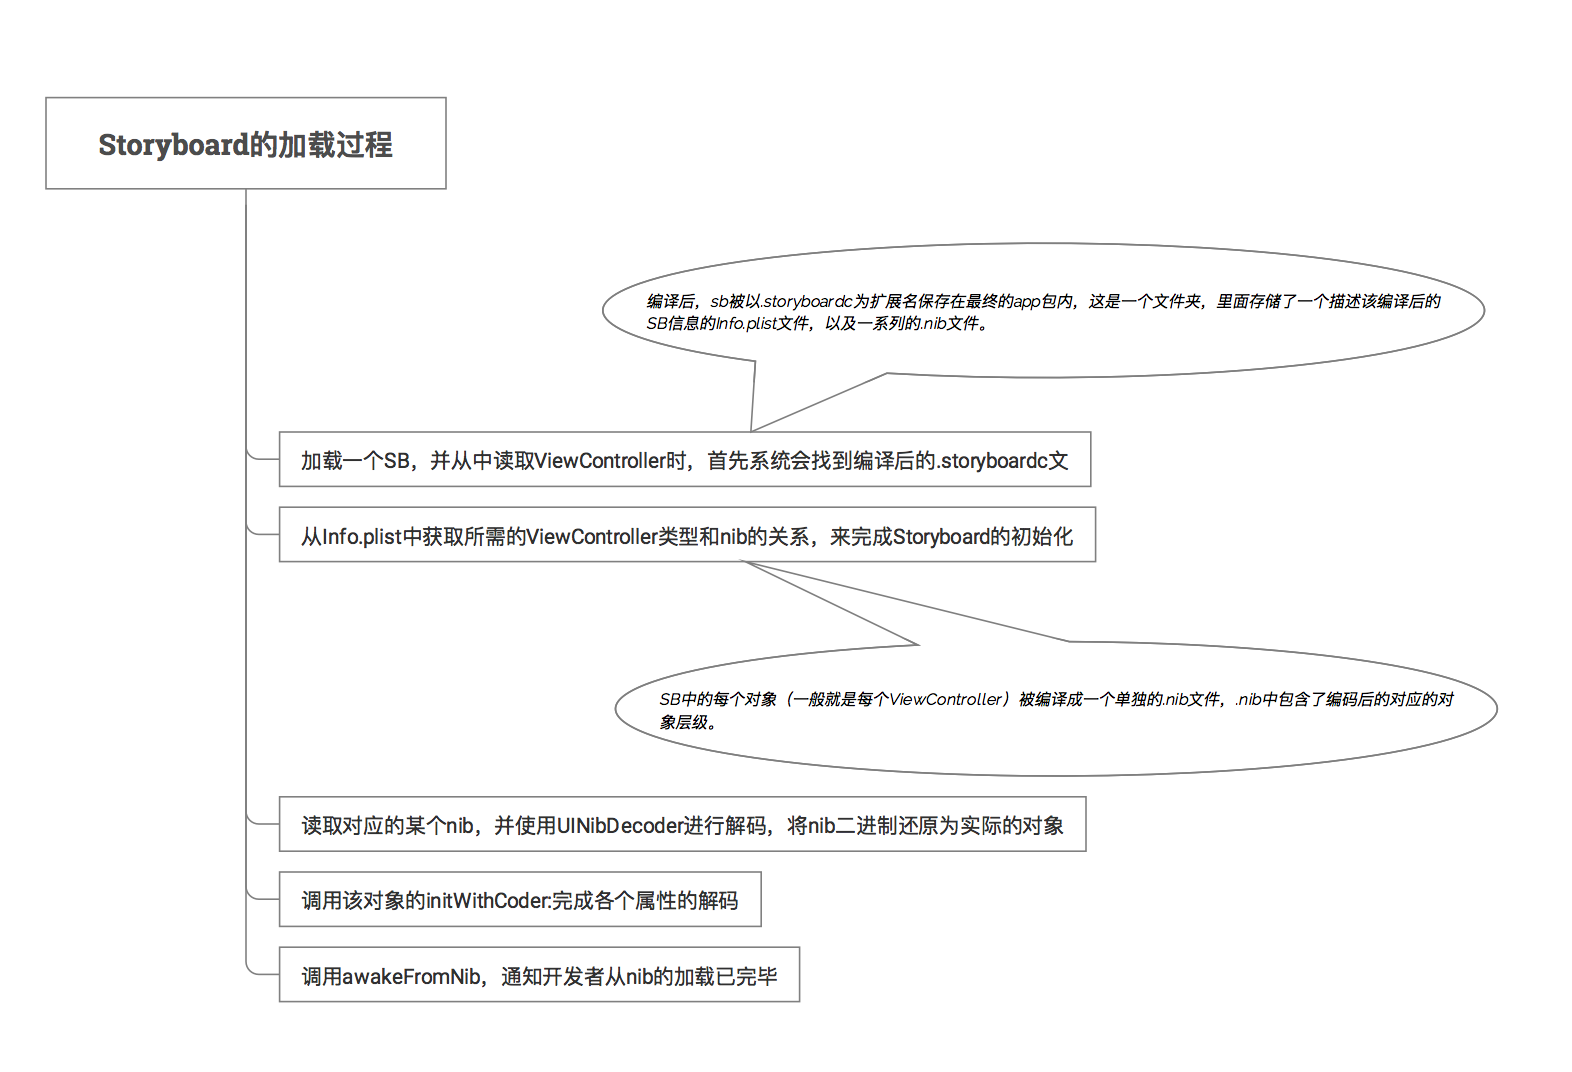 Storyboard的加载过程
编译后，sb被以.storyboardc为扩展名保存在最终的app包内，这是一个文件夹，里面存储了一个描述该编译后的
SB信息的Info.plist文件，以及一系列的.nib文件。
加载一个SB，并从中读取ViewController时，首先系统会找到编译后的.storyboardc文
从Info.plist中获取所需的ViewController类型和nib的关系，来完成Storyboard的初始化
SB中的每个对象（一般就是每个ViewController）被编译成一个单独的.nib文件，.nib中包含了编码后的对应的对
象层级。
读取对应的某个nib，并使用UINibDecoder进行解码，将nib二进制还原为实际的对象
调用该对象的initWithCoder:完成各个属性的解码
调用awakeFromNib，通知开发者从nib的加载已完毕